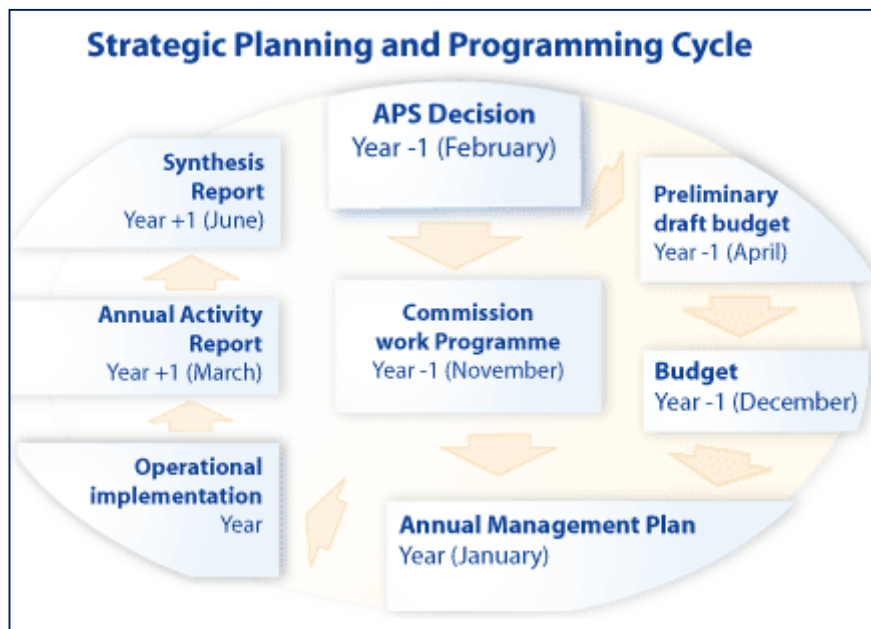 Strategic Planning and Programming Cycle
APS Decision
Year -1 (February)
Synthesis
Report
Year +1 (June)
Preliminary
draft budget
Year -1 (April)
Annual Activity
Report
Year +1 (March)
Commission
work Programme
Year -1 (November)
Budget
Year -1 (December)
Operational
implementation
Year
Annual Management Plan
Year (January)